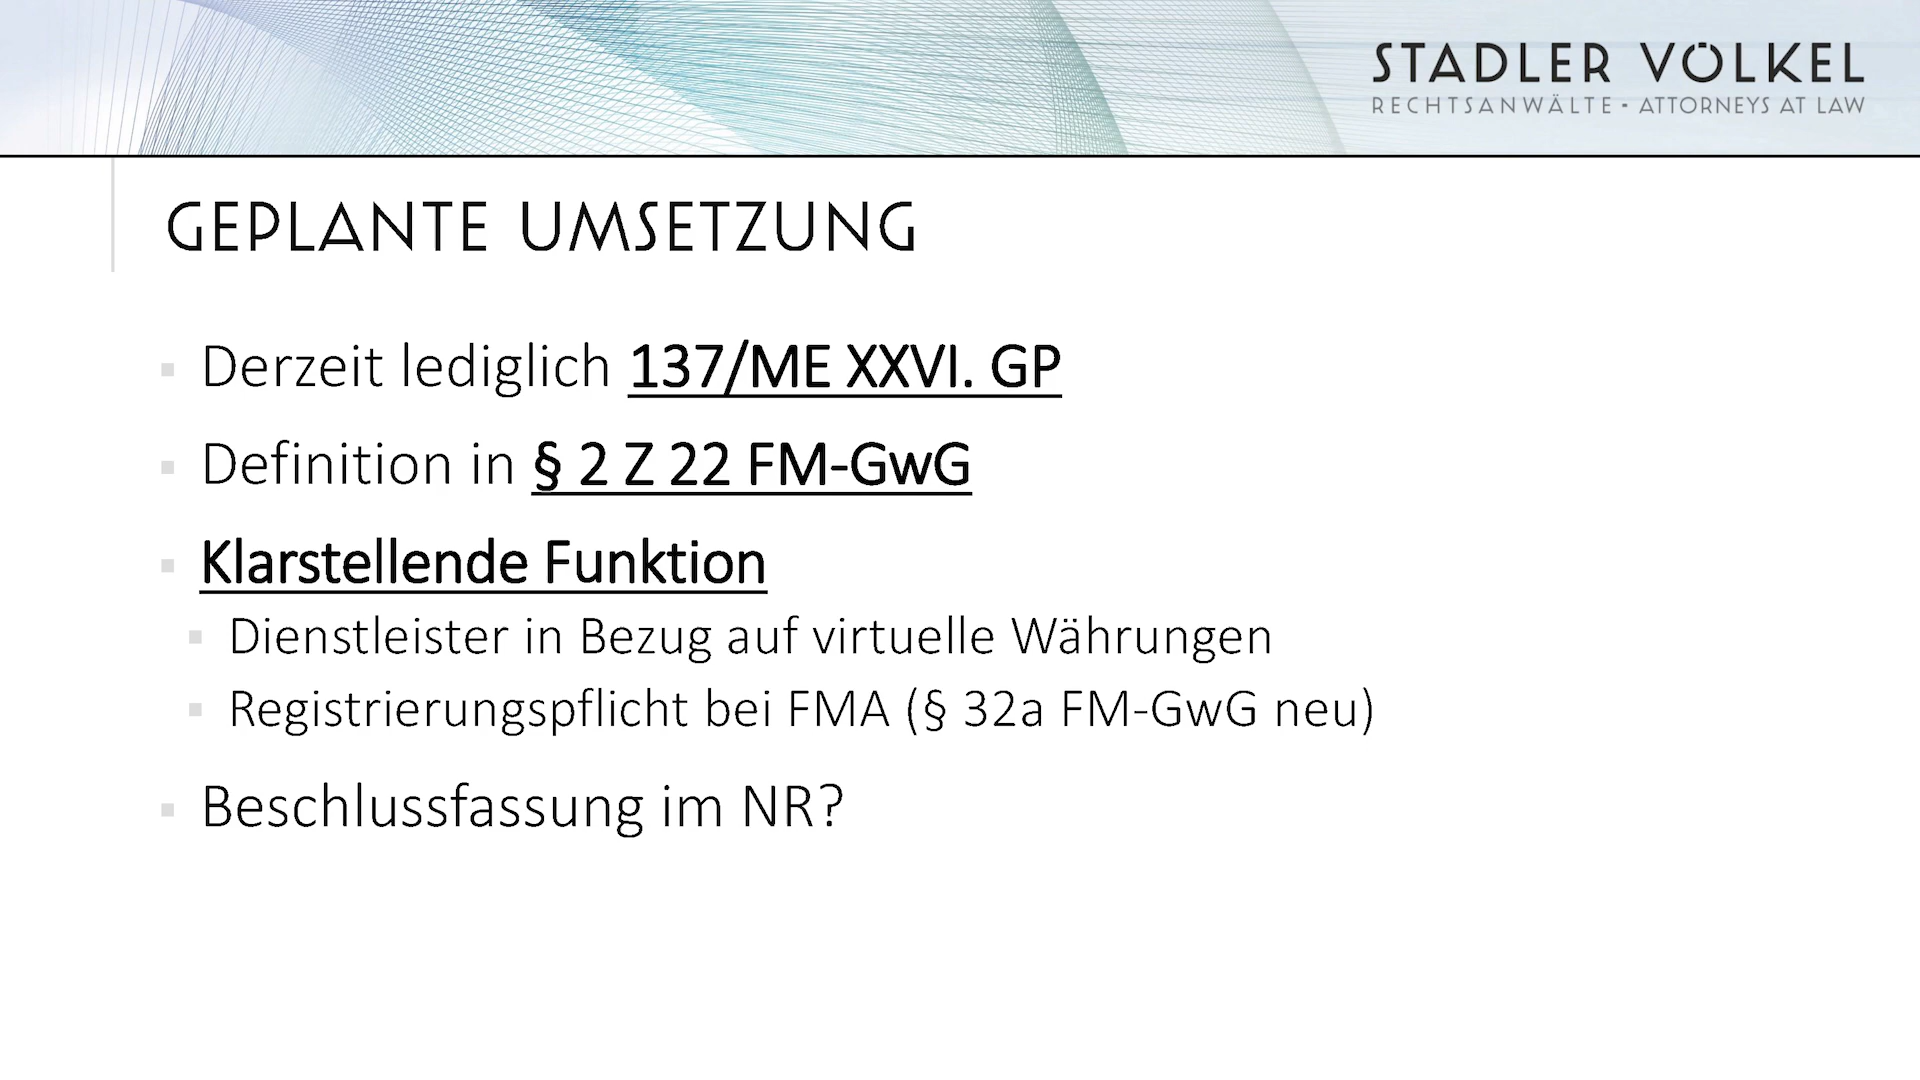 STADLER VÖLKEL
RECHTSANWÄLTE • ATTORNEYS AT LAW
GEPLANTE UMSETZUNG
▪ Derzeit lediglich 137/ME XXVI. GP
▪ Definition in § 2 Z 22 FM-GwG
▪ Klarstellende Funktion
▪ Dienstleister in Bezug auf virtuelle Währungen
▪ Registrierungspflicht bei FMA (§ 32a FM-GwG neu)
▪ Beschlussfassung im NR?